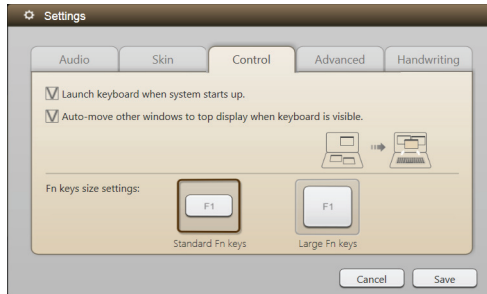 Settings
Audio Skin Control Advanced Handwriting
Launch keyboard when system starts up.
Auto-move other windows to top display when keyboard is visible.
Fn keys size settings:
F1 F1
Standard Fn keys Large Fn keys
Cancel Save